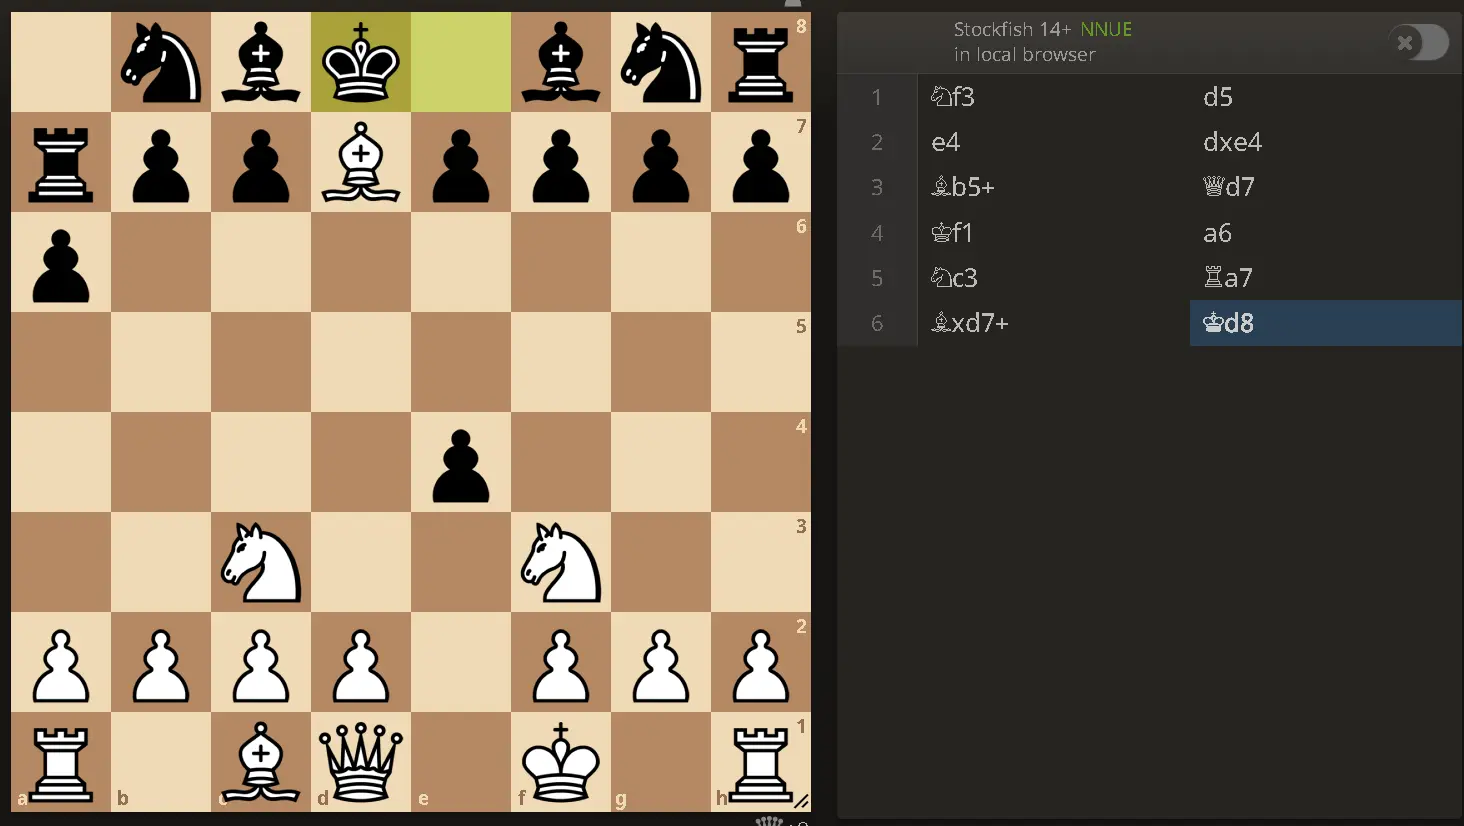 8
7
6
5
4
3
2
1
a b c d e f g h
Stockfish 14+ NNUE
in local browser
1 ♘f3 d5
2 e4 dxe4
3 ♗b5+ ♕d7
4 ♔f1 a6
5 ♘c3 ♖a7
6 ♗xd7+ ♔d8